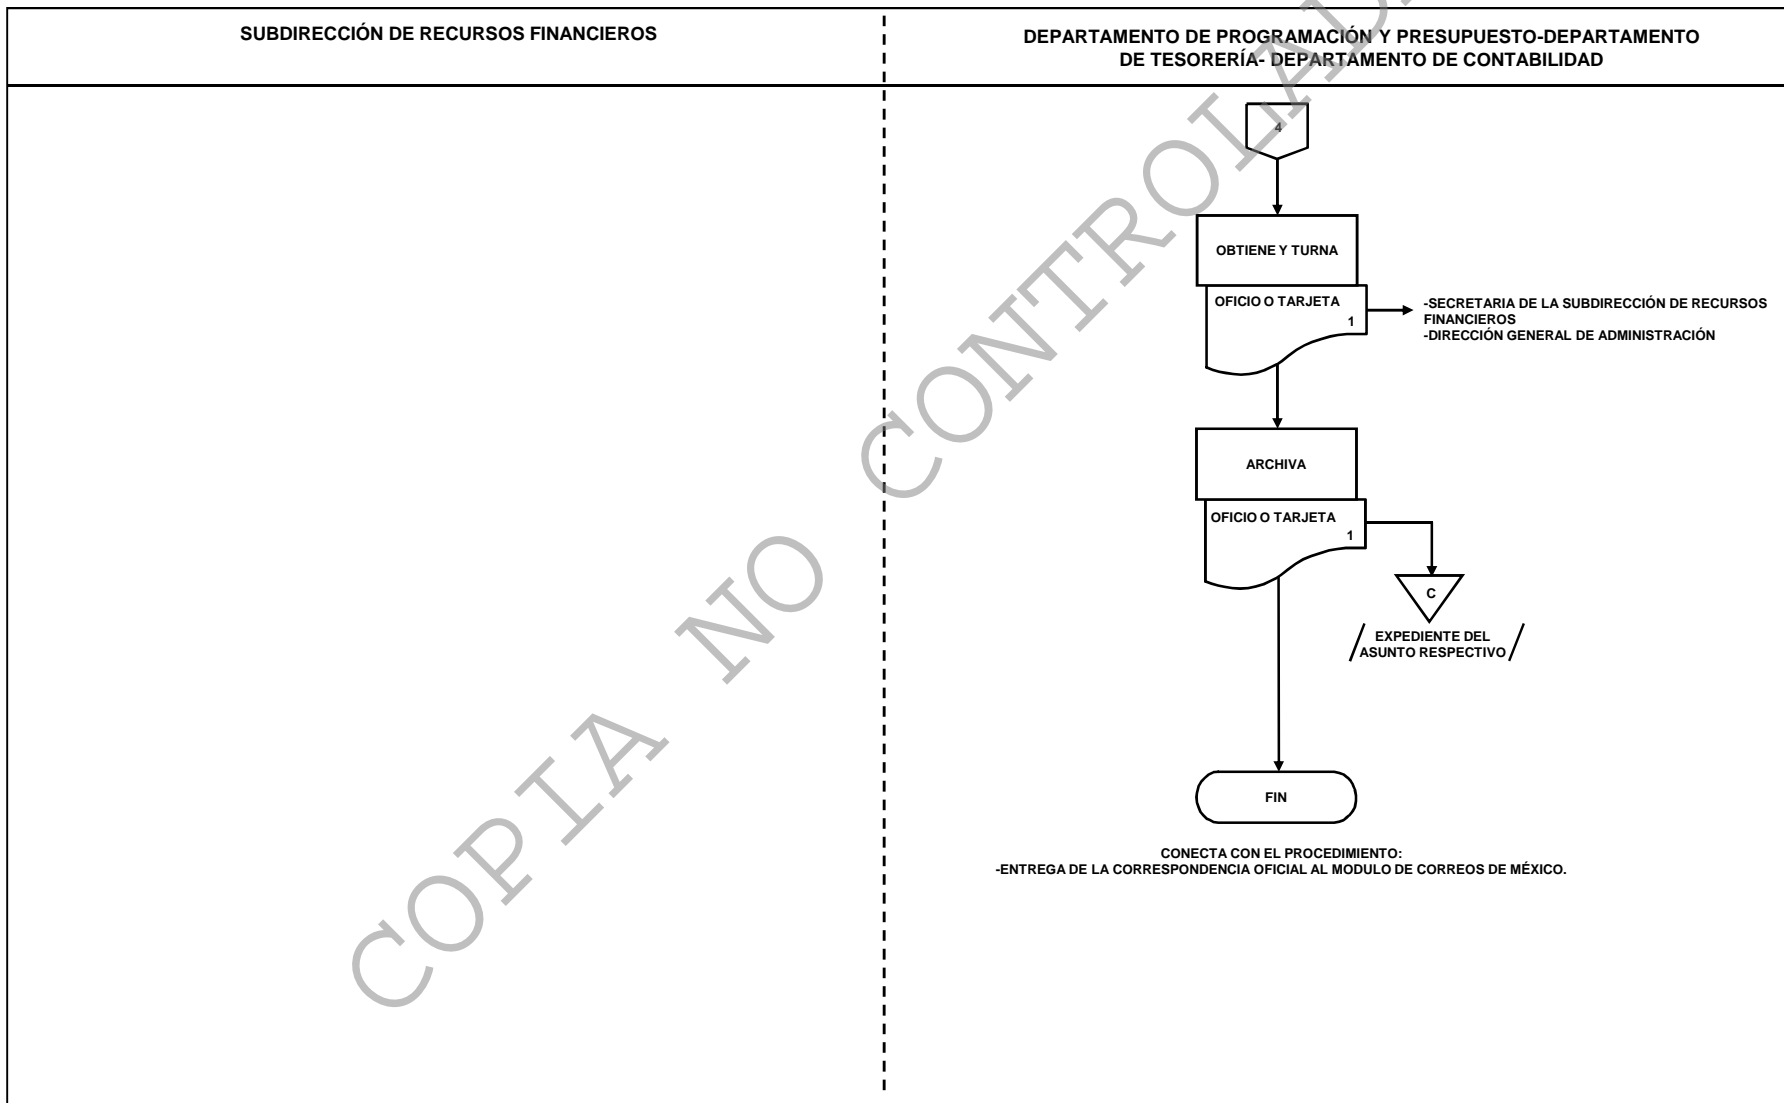 SUBDIRECCIÓN DE RECURSOS FINANCIEROS
DEPARTAMENTO DE PROGRAMACIÓN Y PRESUPUESTO-DEPARTAMENTO
DE TESORERÍA- DEPARTAMENTO DE CONTABILIDAD
4
OBTIENE Y TURNA
OFICIO O TARJETA
1
-SECRETARIA DE LA SUBDIRECCIÓN DE RECURSOS
FINANCIEROS
-DIRECCIÓN GENERAL DE ADMINISTRACIÓN
ARCHIVA
OFICIO O TARJETA
1
C
EXPEDIENTE DEL
ASUNTO RESPECTIVO
FIN
CONECTA CON EL PROCEDIMIENTO:
-ENTREGA DE LA CORRESPONDENCIA OFICIAL AL MODULO DE CORREOS DE MÉXICO.
COPIA NO CONTROLAD